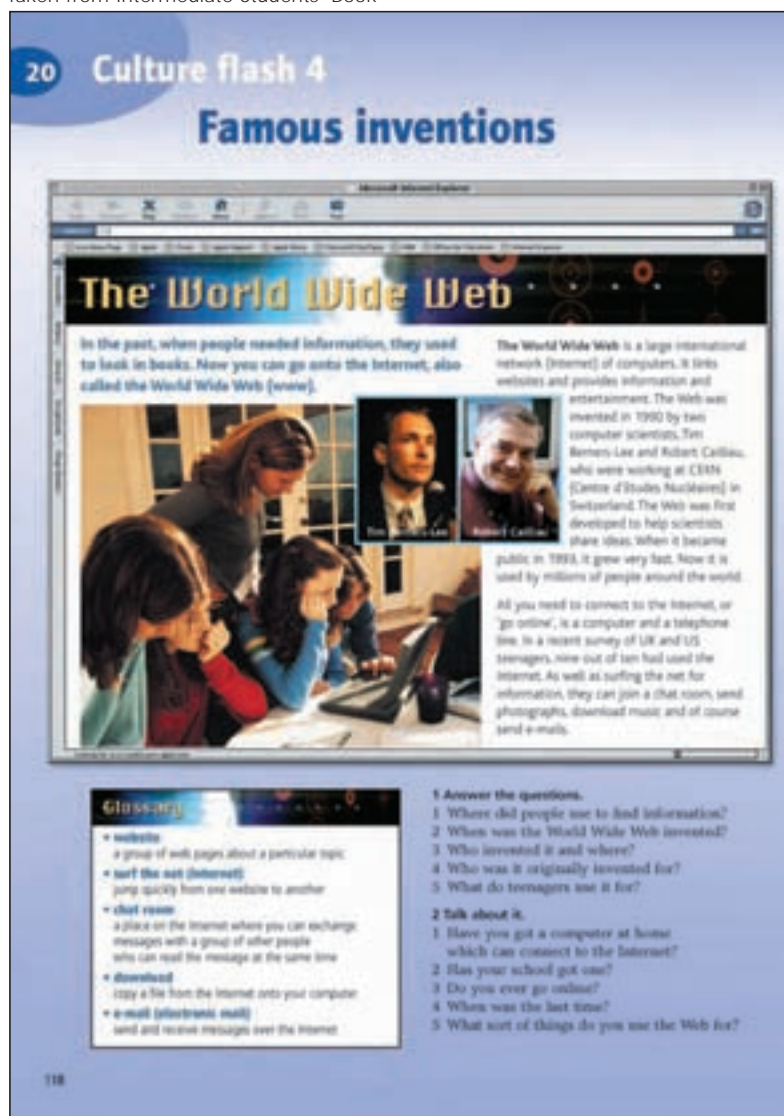 Taken from Intermediate Students' Book
20 Culture flash 4
Famous inventions
Microsoft Internet Explorer
The World Wide Web
In the past, when people needed information, they used
to look in books. Now you can go onto the Internet, also
called the World Wide Web (www).
Tim Berners-Lee
Robert Cailliau
The World Wide Web is a large international
network (Internet) of computers. It links
websites and provides information and
entertainment. The Web was
invented in 1990 by two
computer scientists, Tim
Berners-Lee and Robert Cailliau,
who were working at CERN
(Centre d'Etudes Nucléaires) in
Switzerland. The Web was first
developed to help scientists
share ideas. When it became
public in 1993, it grew very fast. Now it is
used by millions of people around the world.
All you need to connect to the Internet, or
'go online', is a computer and a telephone
line. In a recent survey of UK and US
teenagers, nine out of ten had used the
Internet. As well as surfing the net for
information, they can join a chat room, send
photographs, download music and of course
send e-mails.
Glossary
• website
a group of web pages about a particular topic
• surf the net (Internet)
jump quickly from one website to another
• chat room
a place on the Internet where you can exchange
messages with a group of other people
who can read the message at the same time
• download
copy a file from the Internet onto your computer
• e-mail (electronic mail)
send and receive messages over the Internet
1 Answer the questions.
1 Where did people use to find information?
2 When was the World Wide Web invented?
3 Who invented it and where?
4 Who was it originally invented for?
5 What do teenagers use it for?
2 Talk about it.
1 Have you got a computer at home
which can connect to the Internet?
2 Has your school got one?
3 Do you ever go online?
4 When was the last time?
5 What sort of things do you use the Web for?
118